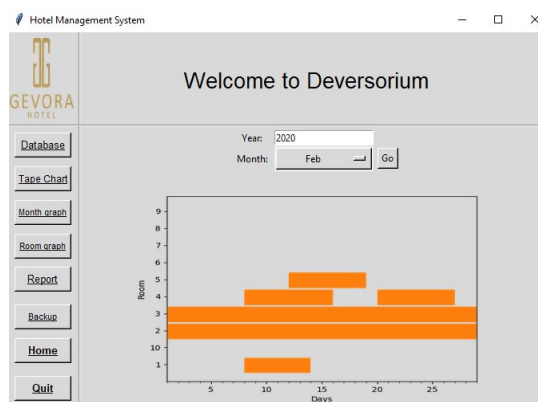 Hotel Management System
GEVORA
HOTEL
Welcome to Deversorium
Database
Tape Chart
Month graph
Room graph
Report
Backup
Home
Quit
Year: 2020
Month: Feb Go
Room
9
8
7
6
5
4
3
2
10
1
5 10 15 20 25
Days